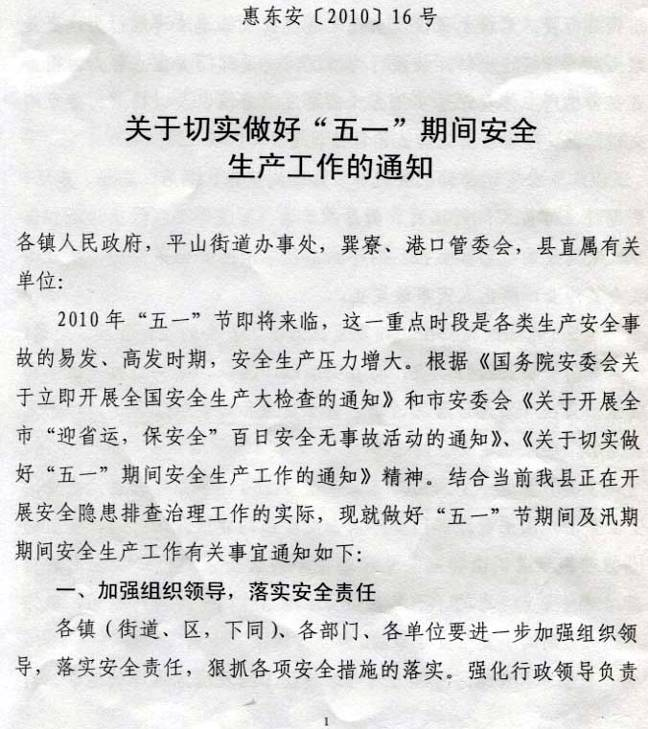 惠东安〔2010〕16 号
关于切实做好“五一”期间安全
生产工作的通知
各镇人民政府，平山街道办事处，巽寮、港口管委会，县直属有关
单位：
2010 年“五一”节即将来临，这一重点时段是各类生产安全事
故的易发、高发时期，安全生产压力增大。根据《国务院安委会关
于立即开展全国安全生产大检查的通知》和市安委会《关于开展全
市“迎省运，保安全”百日安全无事故活动的通知》、《关于切实做
好“五一”期间安全生产工作的通知》精神。结合当前我县正在开
展安全隐患排查治理工作的实际，现就做好“五一”节期间及汛期
期间安全生产工作有关事宜通知如下：
一、加强组织领导，落实安全责任
各镇（街道、区，下同）、各部门、各单位要进一步加强组织领
导，落实安全责任，狠抓各项安全措施的落实。强化行政领导负责
1